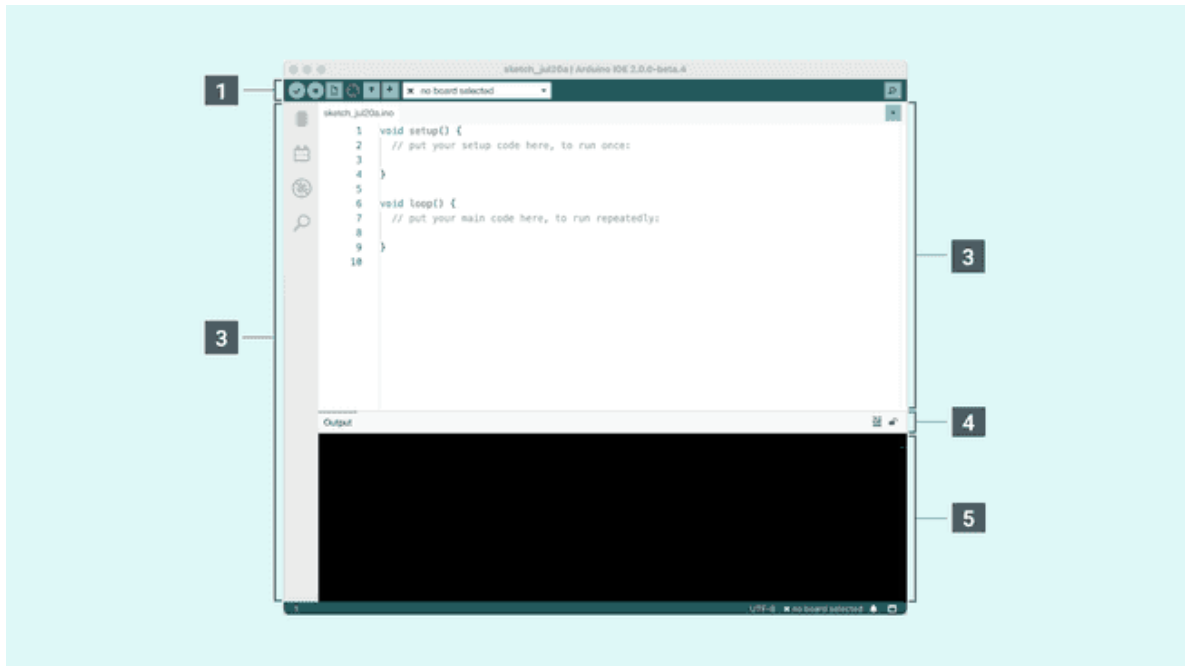 sketch_jul20a | Arduino IDE 2.0.0-beta.4
1
no board selected
sketch_jul20a.ino
1 void setup() {
2 // put your setup code here, to run once:
3
4 }
5
6 void loop() {
7 // put your main code here, to run repeatedly:
8
9 }
10
3
3
Output
4
5
1 UTF-8 no board selected